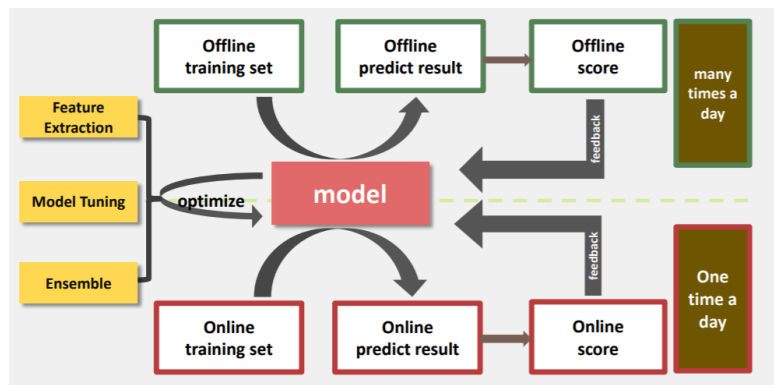 Offline
training set
Offline
predict result
Offline
score
many
times a
day
Feature
Extraction
feedback
Model Tuning
optimize
model
Ensemble
feedback
One
time a
day
Online
training set
Online
predict result
Online
score